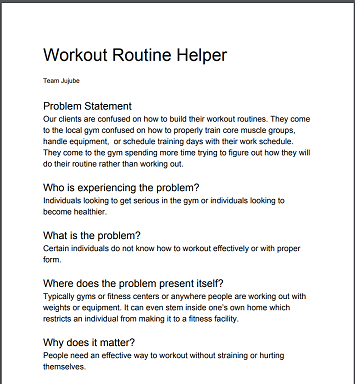 Workout Routine Helper
Team Jujube
Problem Statement
Our clients are confused on how to build their workout routines. They come
to the local gym confused on how to properly train core muscle groups,
handle equipment, or schedule training days with their work schedule.
They come to the gym spending more time trying to figure out how they will
do their routine rather than working out.
Who is experiencing the problem?
Individuals looking to get serious in the gym or individuals looking to
become healthier.
What is the problem?
Certain individuals do not know how to workout effectively or with proper
form.
Where does the problem present itself?
Typically gyms or fitness centers or anywhere people are working out with
weights or equipment. It can even stem inside one's own home which
restricts an individual from making it to a fitness facility.
Why does it matter?
People need an effective way to workout without straining or hurting
themselves.